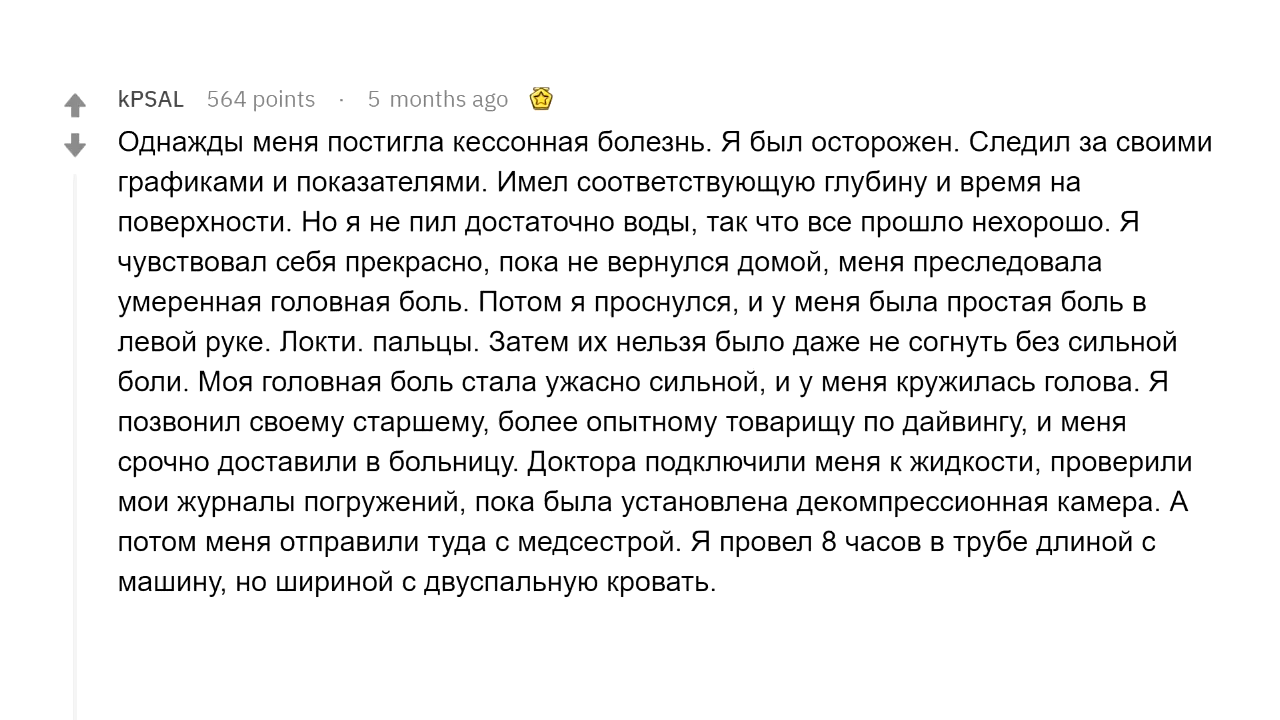 kPSAL 564 points · 5 months ago
Однажды меня постигла кессонная болезнь. Я был осторожен. Следил за своими
графиками и показателями. Имел соответствующую глубину и время на
поверхности. Но я не пил достаточно воды, так что все прошло нехорошо. Я
чувствовал себя прекрасно, пока не вернулся домой, меня преследовала
умеренная головная боль. Потом я проснулся, и у меня была простая боль в
левой руке. Локти. пальцы. Затем их нельзя было даже не согнуть без сильной
боли. Моя головная боль стала ужасно сильной, и у меня кружилась голова. Я
позвонил своему старшему, более опытному товарищу по дайвингу, и меня
срочно доставили в больницу. Доктора подключили меня к жидкости, проверили
мои журналы погружений, пока была установлена декомпрессионная камера. А
потом меня отправили туда с медсестрой. Я провел 8 часов в трубе длиной с
машину, но шириной с двуспальную кровать.